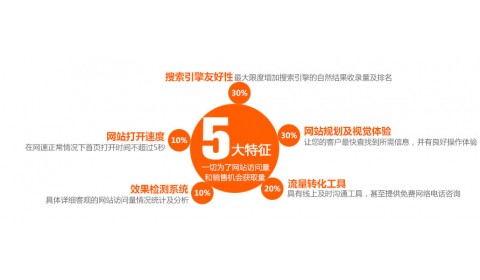 搜索引擎友好性 最大限度增加搜索引擎的自然结果收录量及排名
30%
网站打开速度
在网速正常情况下首页打开时间不超过5秒
10%
5大特征
一切为了网站访问量
和销售机会获取量
30%
网站规划及视觉体验
让您的客户最快查找到所需信息，并有良好操作体验
效果检测系统
具体详细客观的网站访问量情况统计及分析
10%
20%
流量转化工具
具有线上及时沟通工具，甚至提供免费网络电话咨询